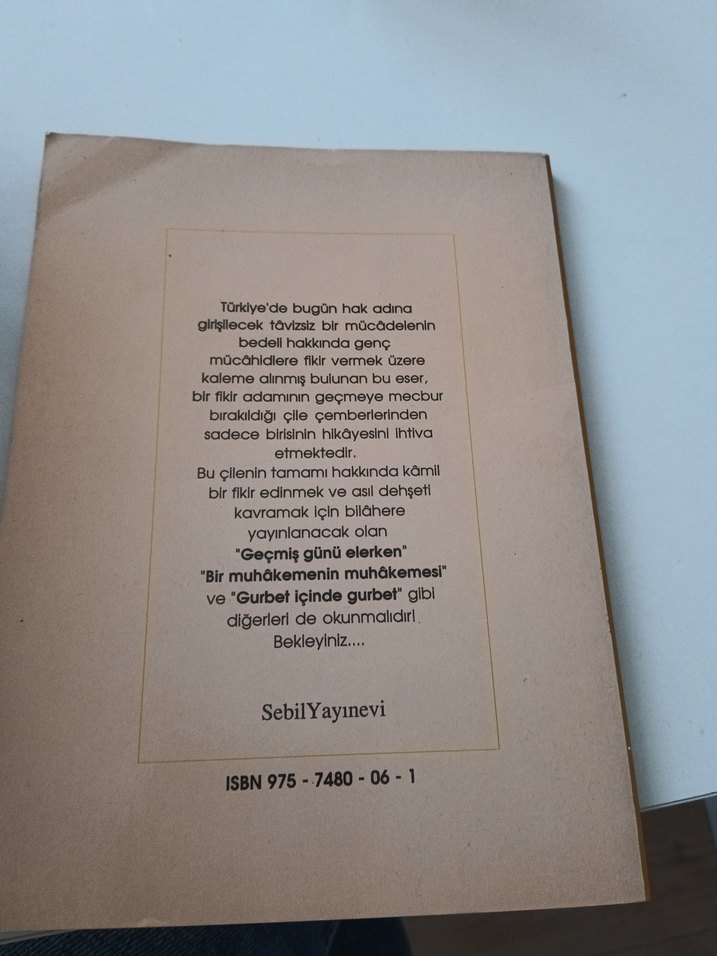 Türkiye'de bugün hak adına
girişilecek tâvizsiz bir mücâdelenin
bedeli hakkında genç
mücâhidlere fikir vermek üzere
kaleme alınmış bulunan bu eser,
bir fikir adamının geçmeye mecbur
bırakıldığı çile çemberlerinden
sadece birisinin hikâyesini ihtiva
etmektedir.
Bu çilenin tamamı hakkında kâmil
bir fikir edinmek ve asıl dehşeti
kavramak için bilâhere
yayınlanacak olan
"Geçmiş günü elerken"
"Bir muhâkemenin muhâkemesi"
ve "Gurbet içinde gurbet" gibi
diğerleri de okunmalıdır!
Bekleyiniz....
SebilYayınevi
ISBN 975 - 7480 - 06 - 1